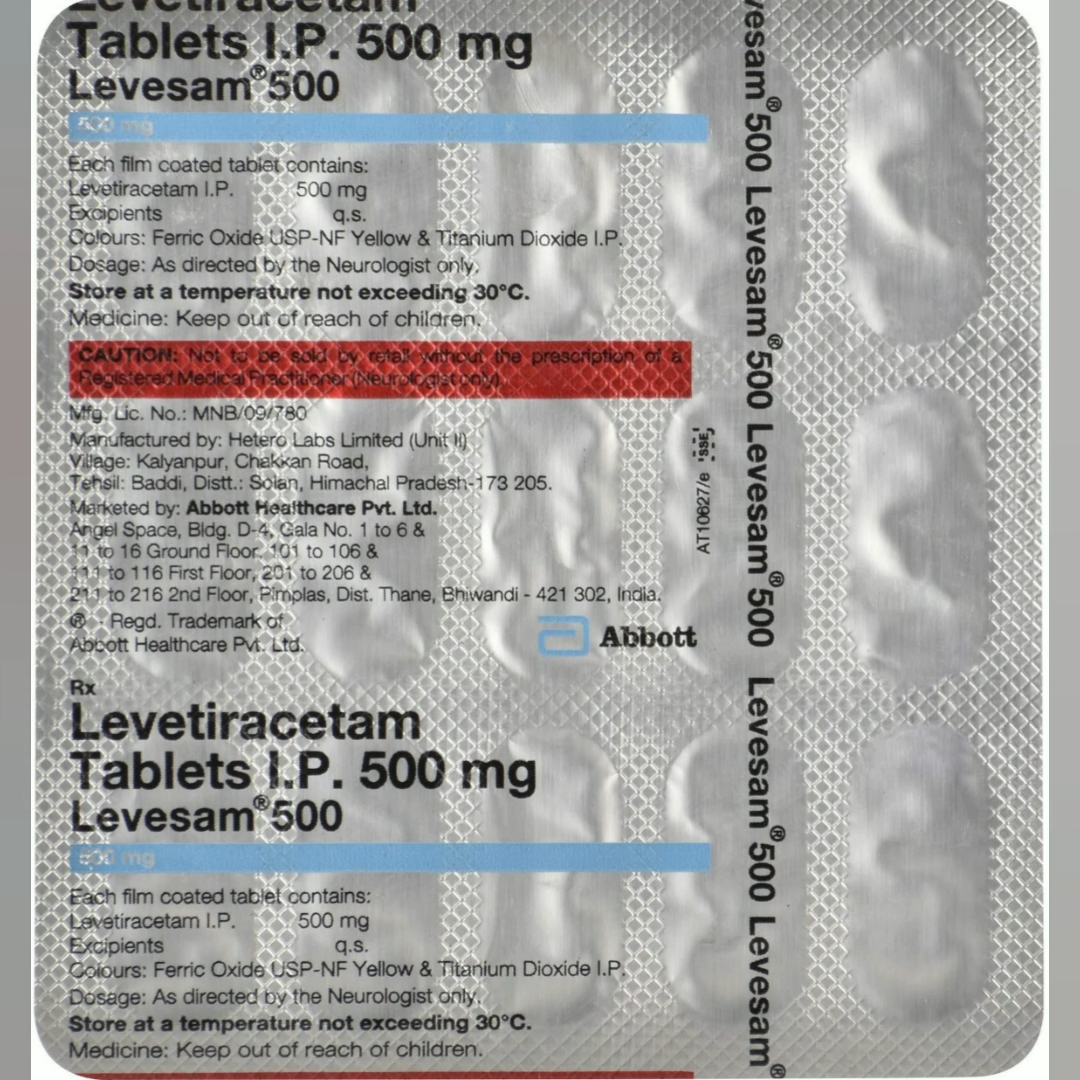 Levetiracetam
Tablets I.P. 500 mg
Levesam®500
500 mg
Each film coated tablet contains:
Levetiracetam I.P. 500 mg
Excipients q.s.
Colours: Ferric Oxide USP-NF Yellow & Titanium Dioxide I.P.
Dosage: As directed by the Neurologist only.
Store at a temperature not exceeding 30°C.
Medicine: Keep out of reach of children.
CAUTION: Not to be sold by retail without the prescription of a
Registered Medical Practitioner (Neurologist only).
Mfg. Lic. No.: MNB/09/780
Manufactured by: Hetero Labs Limited (Unit II)
Village: Kalyanpur, Chakkan Road,
Tehsil: Baddi, Distt.: Solan, Himachal Pradesh-173 205.
Marketed by: Abbott Healthcare Pvt. Ltd.
Angel Space, Bldg. D-4, Gala No. 1 to 6 &
11 to 16 Ground Floor, 101 to 106 &
111 to 116 First Floor, 201 to 206 &
211 to 216 2nd Floor, Pimplas, Dist. Thane, Bhiwandi - 421 302, India.
® - Regd. Trademark of
Abbott Healthcare Pvt. Ltd.
Abbott
Rx
Levetiracetam
Tablets I.P. 500 mg
Levesam®500
500 mg
Each film coated tablet contains:
Levetiracetam I.P. 500 mg
Excipients q.s.
Colours: Ferric Oxide USP-NF Yellow & Titanium Dioxide I.P.
Dosage: As directed by the Neurologist only.
Store at a temperature not exceeding 30°C.
Medicine: Keep out of reach of children.
AT10627/e SSE
vesam®500 Levesam®500 Levesam®500 Levesam®500 Levesam®